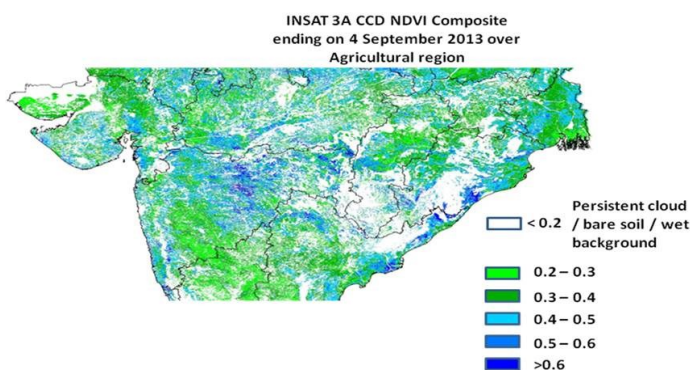 INSAT 3A CCD NDVI Composite
ending on 4 September 2013 over
Agricultural region
Persistent cloud
< 0.2 / bare soil / wet
background
0.2 – 0.3
0.3 – 0.4
0.4 – 0.5
0.5 – 0.6
>0.6